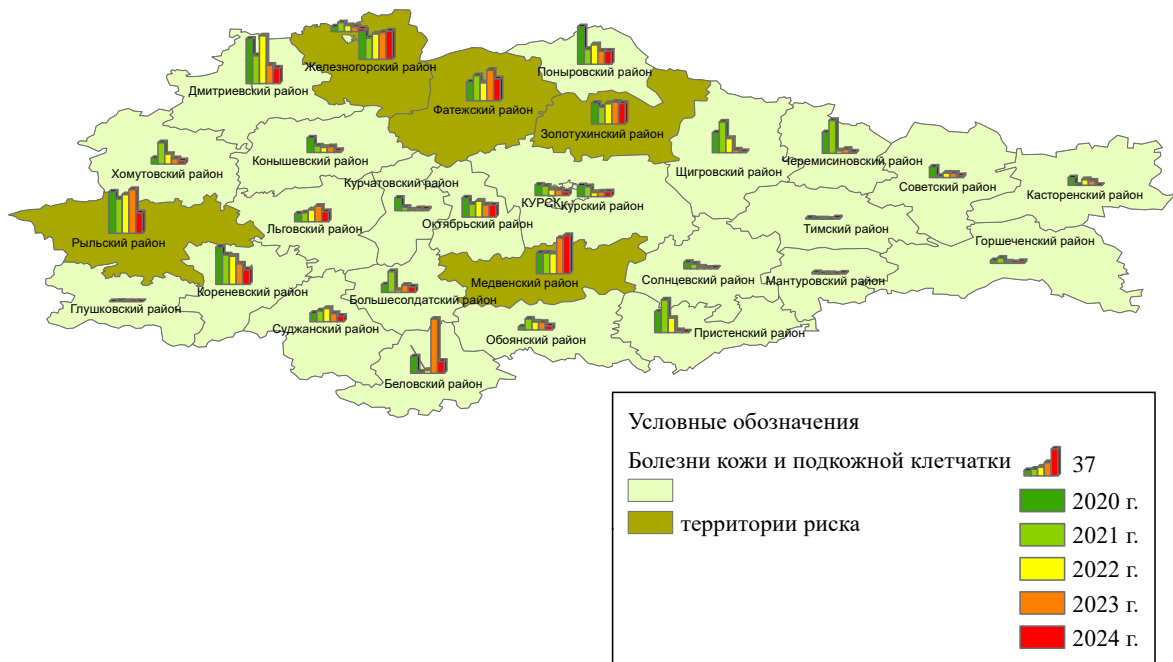 Железногорский район
Поныровский район
Дмитриевский район
Фатежский район
Золотухинский район
Конышевский район
Хомутовский район
Щигровский район
Черемисиновский район
Советский район
Касторенский район
Курчатовский район
КУРСК
Курский район
Октябрьский район
Льговский район
Тимский район
Рыльский район
Горшеченский район
Медвенский район
Солнцевский район
Мантуровский район
Кореневский район
Большесолдатский район
Глушковский район
Суджанский район
Обоянский район
Пристенский район
Беловский район
Условные обозначения
Болезни кожи и подкожной клетчатки 37
2020 г.
территории риска
2021 г.
2022 г.
2023 г.
2024 г.